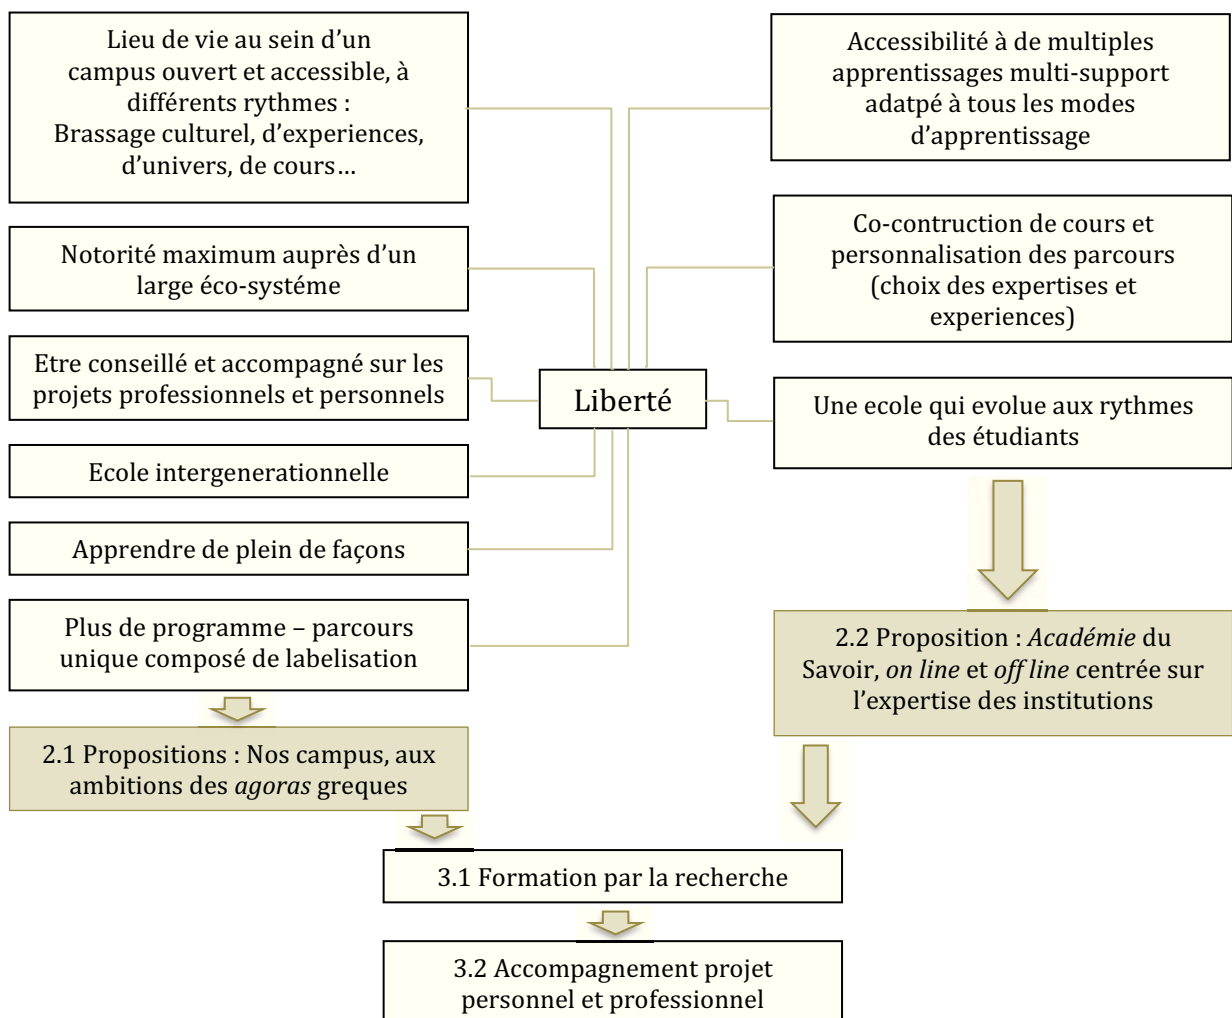 Lieu de vie au sein d’un
campus ouvert et accessible, à
différents rythmes :
Brassage culturel, d’experiences,
d’univers, de cours…
Notorité maximum auprès d’un
large éco-systéme
Etre conseillé et accompagné sur les
projets professionnels et personnels
Ecole intergenerationnelle
Apprendre de plein de façons
Plus de programme – parcours
unique composé de labelisation
2.1 Propositions : Nos campus, aux
ambitions des agoras greques
Liberté
Accessibilité à de multiples
apprentissages multi-support
adatpé à tous les modes
d’apprentissage
Co-contruction de cours et
personnalisation des parcours
(choix des expertises et
experiences)
Une ecole qui evolue aux rythmes
des étudiants
2.2 Proposition : Académie du
Savoir, on line et off line centrée sur
l’expertise des institutions
3.1 Formation par la recherche
3.2 Accompagnement projet
personnel et professionnel